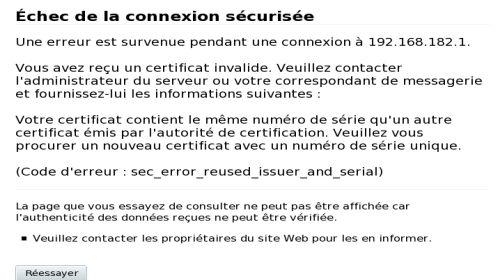 Échec de la connexion sécurisée
Une erreur est survenue pendant une connexion à 192.168.182.1.
Vous avez reçu un certificat invalide. Veuillez contacter
l'administrateur du serveur ou votre correspondant de messagerie
et fournissez-lui les informations suivantes :
Votre certificat contient le même numéro de série qu'un autre
certificat émis par l'autorité de certification. Veuillez vous
procurer un nouveau certificat avec un numéro de série unique.
(Code d'erreur : sec_error_reused_issuer_and_serial)
La page que vous essayez de consulter ne peut pas être affichée car
l'authenticité des données reçues ne peut être vérifiée.
▪ Veuillez contacter les propriétaires du site Web pour les en informer.
Réessayer